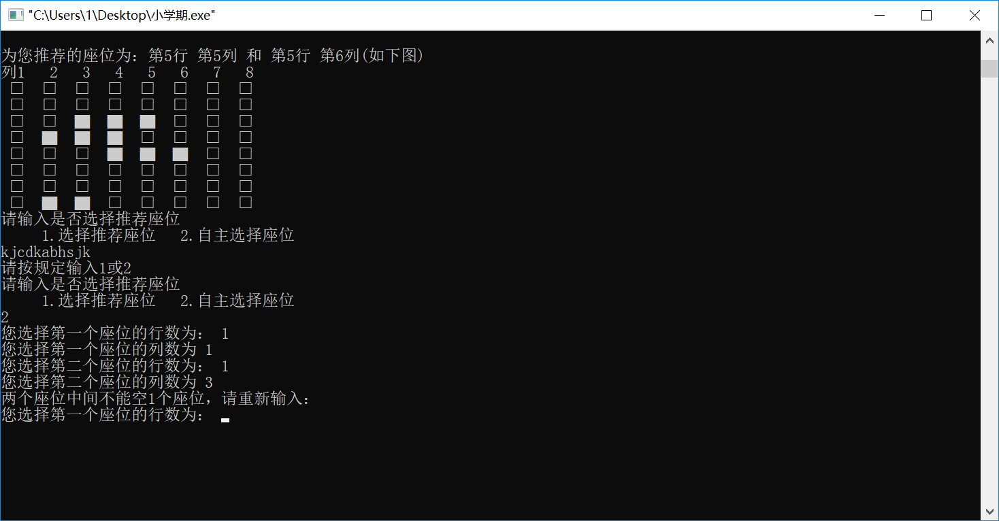 "C:\Users\1\Desktop\小学期.exe"
为您推荐的座位为：第5行 第5列 和 第5行 第6列(如下图)
列1 2 3 4 5 6 7 8
□ □ □ □ □ □ □ □
□ □ □ □ □ □ □ □
□ □ ■ ■ ■ □ □ □
□ ■ ■ ■ □ □ □ □
□ □ □ ■ ■ ■ □ □
□ □ □ □ □ □ □ □
□ □ □ □ □ □ □ □
□ ■ ■ □ □ □ □ □
请输入是否选择推荐座位
1.选择推荐座位 2.自主选择座位
kjcdkabhsjk
请按规定输入1或2
请输入是否选择推荐座位
1.选择推荐座位 2.自主选择座位
2
您选择第一个座位的行数为： 1
您选择第一个座位的列数为 1
您选择第二个座位的行数为： 1
您选择第二个座位的列数为 3
两个座位中间不能空1个座位，请重新输入：
您选择第一个座位的行数为：